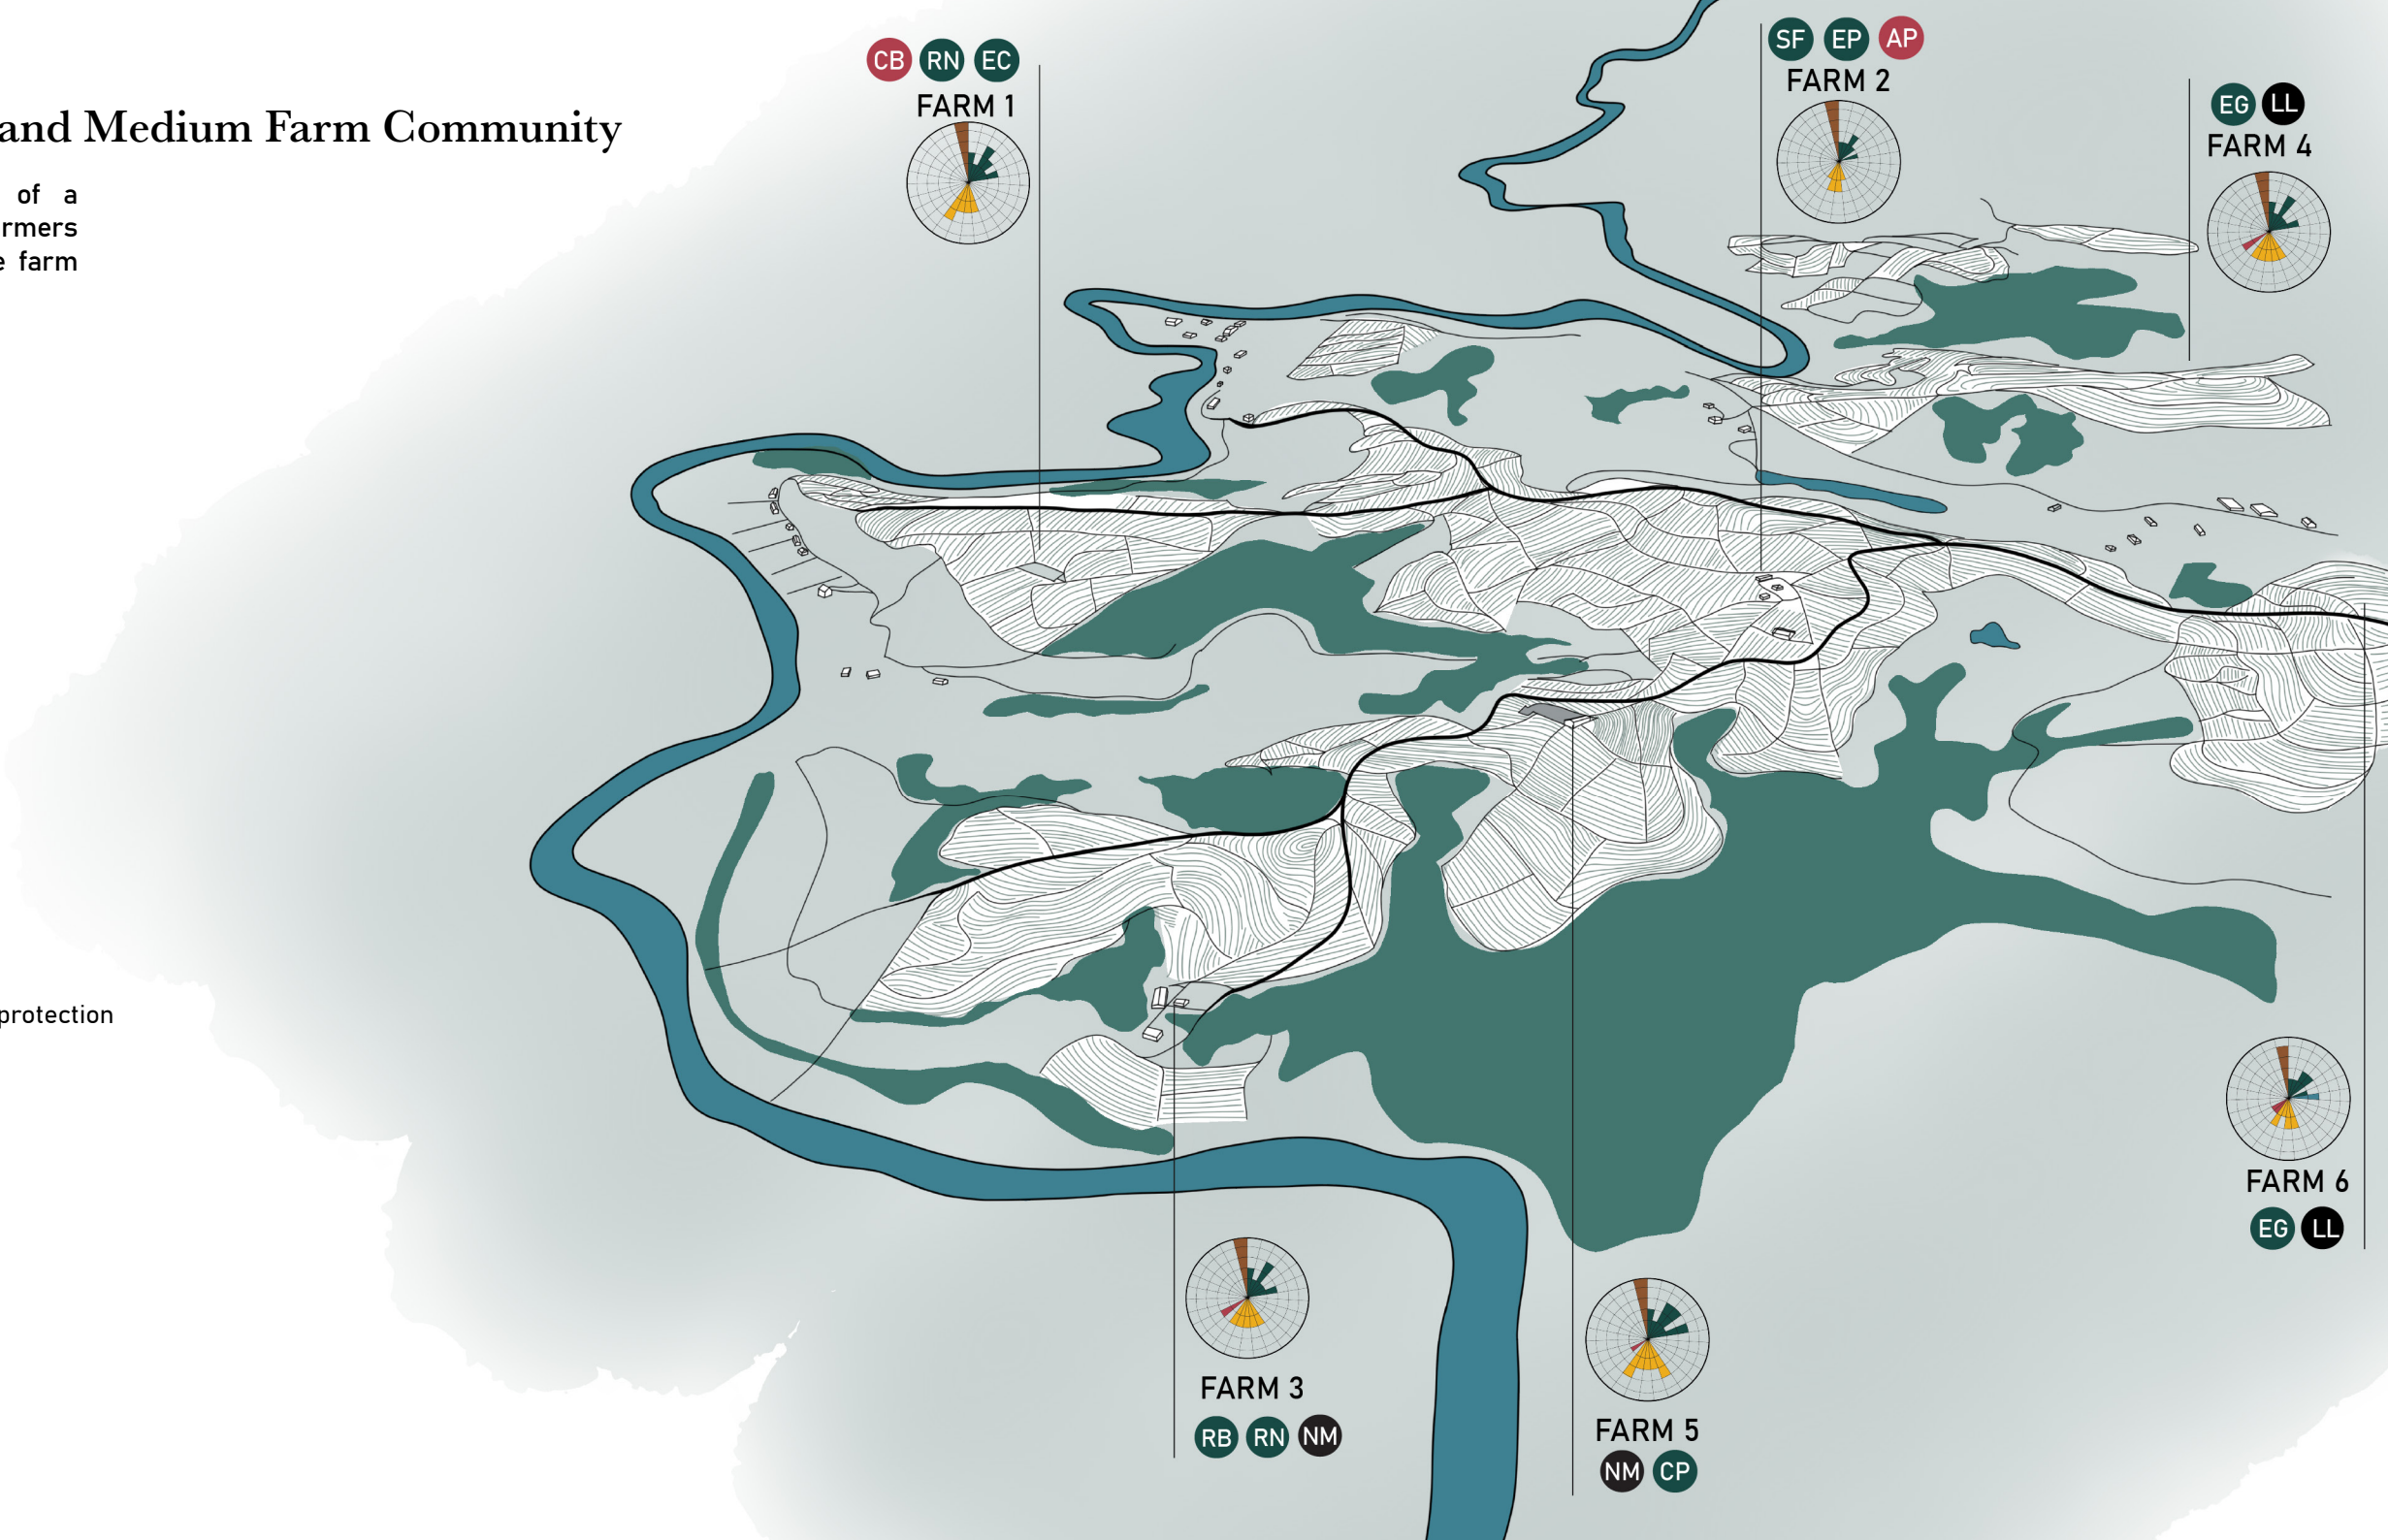 and Medium Farm Community
of a
rmers
farm
protection
CB RN EC
FARM 1
SF EP AP
FARM 2
EG LL
FARM 4
FARM 6
EG LL
FARM 3
RB RN NM
FARM 5
NM CP